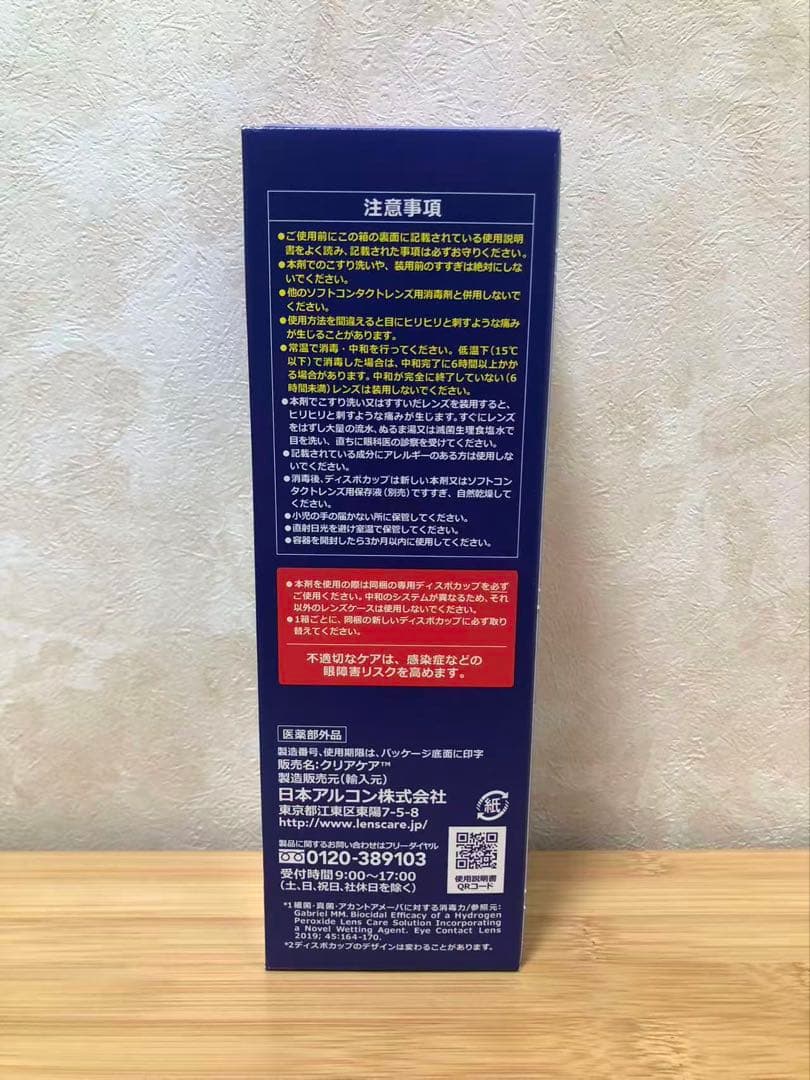 注意事項
●ご使用前にこの箱の裏面に記載されている使用説明
書をよく読み、記載された事項は必ずお守りください。
●本剤でのこすり洗いや、装用前のすすぎは絶対にしな
いでください。
●他のソフトコンタクトレンズ用消毒剤と併用しないで
ください。
●使用方法を間違えると目にヒリヒリと刺すような痛み
が生じることがあります。
●常温で消毒・中和を行ってください。低温下(15℃
以下)で消毒した場合は、中和完了に6時間以上かか
る場合があります。中和が完全に終了していない(6
時間未満)レンズは装用しないでください。
●本剤でこすり洗い又はすすいだレンズを装用すると、
ヒリヒリと刺すような痛みが生じます。すぐにレンズ
をはずし大量の流水、ぬるま湯又は滅菌生理食塩水で
目を洗い、直ちに眼科医の診察を受けてください。
●記載されている成分にアレルギーのある方は使用しな
いでください。
●消毒後、ディスポカップは新しい本剤又はソフトコン
タクトレンズ用保存液(別売)ですすぎ、自然乾燥して
ください。
●小児の手の届かない所に保管してください。
●直射日光を避け室温で保管してください。
●容器を開封したら3か月以内に使用してください。
●本剤を使用の際は同梱の専用ディスポカップを必ず
ご使用ください。中和のシステムが異なるため、それ
以外のレンズケースは使用しないでください。
●1箱ごとに、同梱の新しいディスポカップに必ず取り
替えてください。
不適切なケアは、感染症などの
眼障害リスクを高めます。
医薬部外品
製造番号、使用期限は、パッケージ底面に印字
販売名:クリアケア™
製造販売元(輸入元)
日本アルコン株式会社
東京都江東区東陽7-5-8
http://www.lenscare.jp/
紙
製品に関するお問い合わせはフリーダイヤル
0120-389103
受付時間 9:00〜17:00
(土、日、祝日、社休日を除く)
使用説明書
QRコード
*1 細菌・真菌・アカントアメーバに対する消毒力/参照元:
Gabriel MM. Biocidal Efficacy of a Hydrogen
Peroxide Lens Care Solution Incorporating
a Novel Wetting Agent. Eye Contact Lens
2019; 45:164-170.
*2 ディスポカップのデザインは変わることがあります。